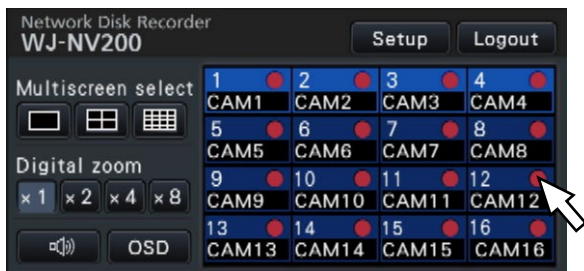 Network Disk Recorder
WJ-NV200
Setup Logout
Multiscreen select
Digital zoom
×1 ×2 ×4 ×8
OSD
1 2 3 4
CAM1 CAM2 CAM3 CAM4
5 6 7 8
CAM5 CAM6 CAM7 CAM8
9 10 11 12
CAM9 CAM10 CAM11 CAM12
13 14 15 16
CAM13 CAM14 CAM15 CAM16